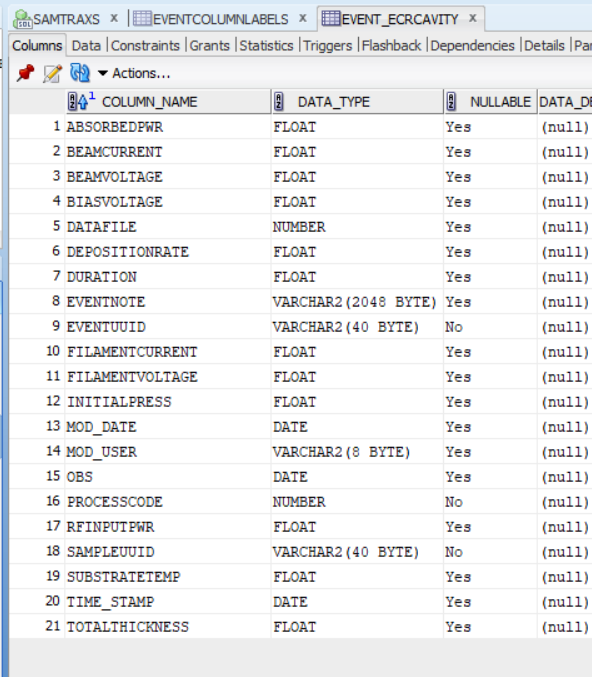 SAMTRAXS x EVENTCOLUMNLABELS x EVENT_ECRCAVITY x
Columns Data Constraints Grants Statistics Triggers Flashback Dependencies Details
Actions...
1 COLUMN_NAME DATA_TYPE NULLABLE
1 ABSORBEDPWR FLOAT Yes (null)
2 BEAMCURRENT FLOAT Yes (null)
3 BEAMVOLTAGE FLOAT Yes (null)
4 BIASVOLTAGE FLOAT Yes (null)
5 DATAFILE NUMBER Yes (null)
6 DEPOSITIONRATE FLOAT Yes (null)
7 DURATION FLOAT Yes (null)
8 EVENTNOTE VARCHAR2(2048 BYTE) Yes (null)
9 EVENTUUID VARCHAR2(40 BYTE) No (null)
10 FILAMENTCURRENT FLOAT Yes (null)
11 FILAMENTVOLTAGE FLOAT Yes (null)
12 INITIALPRESS FLOAT Yes (null)
13 MOD_DATE DATE Yes (null)
14 MOD_USER VARCHAR2(8 BYTE) Yes (null)
15 OBS DATE Yes (null)
16 PROCESSCODE NUMBER No (null)
17 RFINPUTPWR FLOAT Yes (null)
18 SAMPLEUUID VARCHAR2(40 BYTE) No (null)
19 SUBSTRATETEMP FLOAT Yes (null)
20 TIME_STAMP DATE Yes (null)
21 TOTALTHICKNESS FLOAT Yes (null)